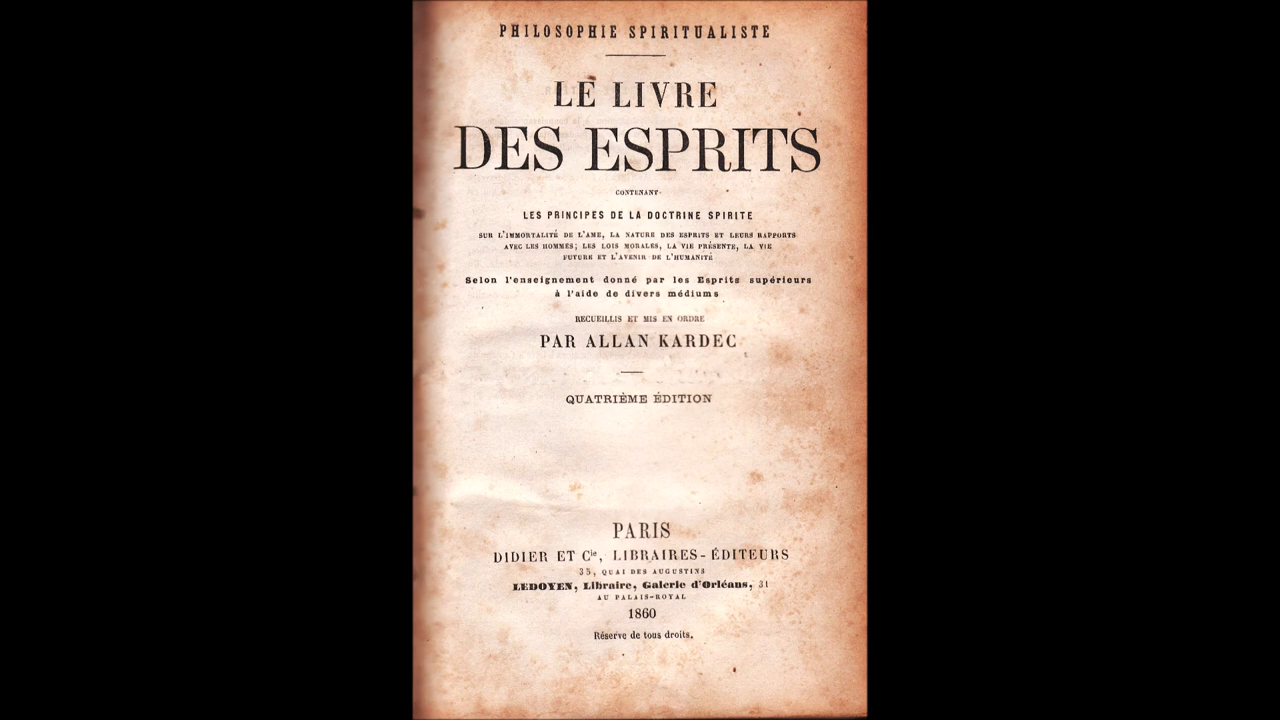 PHILOSOPHIE SPIRITUALISTE
LE LIVRE
DES ESPRITS
CONTENANT
LES PRINCIPES DE LA DOCTRINE SPIRITE
SUR L'IMMORTALITÉ DE L'AME, LA NATURE DES ESPRITS ET LEURS RAPPORTS
AVEC LES HOMMES; LES LOIS MORALES, LA VIE PRÉSENTE, LA VIE
FUTURE ET L'AVENIR DE L'HUMANITÉ
Selon l'enseignement donné par les Esprits supérieurs
à l'aide de divers médiums
RECUEILLIS ET MIS EN ORDRE
PAR ALLAN KARDEC
QUATRIÈME ÉDITION
PARIS
DIDIER ET Cie, LIBRAIRES-ÉDITEURS
35, QUAI DES AUGUSTINS
LEDOYEN, Libraire, Galerie d'Orléans, 31
AU PALAIS-ROYAL
1860
Réserve de tous droits.